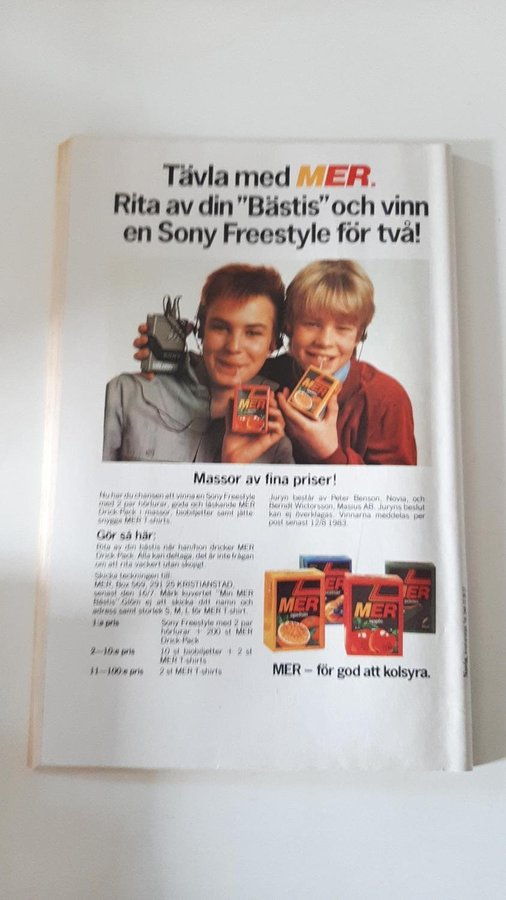 Tävla med MER.
Rita av din "Bästis" och vinn
en Sony Freestyle för två!
SONY
MER
MER
Massor av fina priser!
Nu har du chansen att vinna en Sony Freestyle
med 2 par hörlurar, goda och läskande MER
Drick-Pack i massor, biobiljetter samt jätte-
snygga MER T-shirts.
Gör så här:
Rita av din bästis när han/hon dricker MER
Drick-Pack. Alla kan deltaga, det är inte frågan
om att rita vackert utan skojigt.
Skicka teckningen till:
MER, Box 569, 291 25 KRISTIANSTAD,
senast den 16/7. Märk kuvertet "Min MER
Bästis". Glöm ej att skicka ditt namn och
adress samt storlek S, M, L för MER T-shirt.
1:a pris Sony Freestyle med 2 par
hörlurar + 200 st MER
Drick-Pack
2–10:e pris 10 st biobiljetter + 2 st
MER T-shirts
11–100:e pris 2 st MER T-shirts
Juryn består av Peter Benson, Novia, och
Berndt Wictorsson, Masius AB. Juryns beslut
kan ej överklagas. Vinnarna meddelas per
post senast 12/8 1983.
MER
apelsin
MER
äpple
MER – för god att kolsyra.